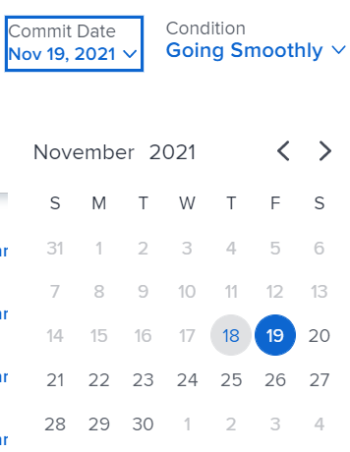 Commit Date Condition
Nov 19, 2021 Going Smoothly
November 2021
S M T W T F S
31 1 2 3 4 5 6
7 8 9 10 11 12 13
14 15 16 17 18 19 20
21 22 23 24 25 26 27
28 29 30 1 2 3 4